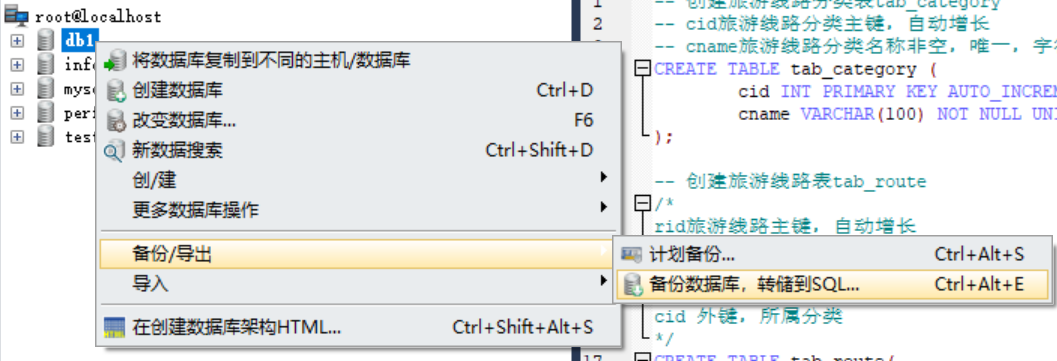 root@localhost
db1
将数据库复制到不同的主机/数据库
创建数据库 Ctrl+D
改变数据库... F6
新数据搜索 Ctrl+Shift+D
创/建
更多数据库操作
备份/导出
导入
在创建数据库架构HTML... Ctrl+Shift+Alt+S
计划备份... Ctrl+Alt+S
备份数据库，转储到SQL... Ctrl+Alt+E
1 -- 创建旅游线路分类表tab_category
2 -- cid旅游线路分类主键，自动增长
-- cname旅游线路分类名称非空，唯一，字
CREATE TABLE tab_category (
cid INT PRIMARY KEY AUTO_INCREM
cname VARCHAR(100) NOT NULL UNI
);
-- 创建旅游线路表tab_route
/*
rid旅游线路主键，自动增长
cid 外键，所属分类
*/
17 CREATE TABLE tab_route(